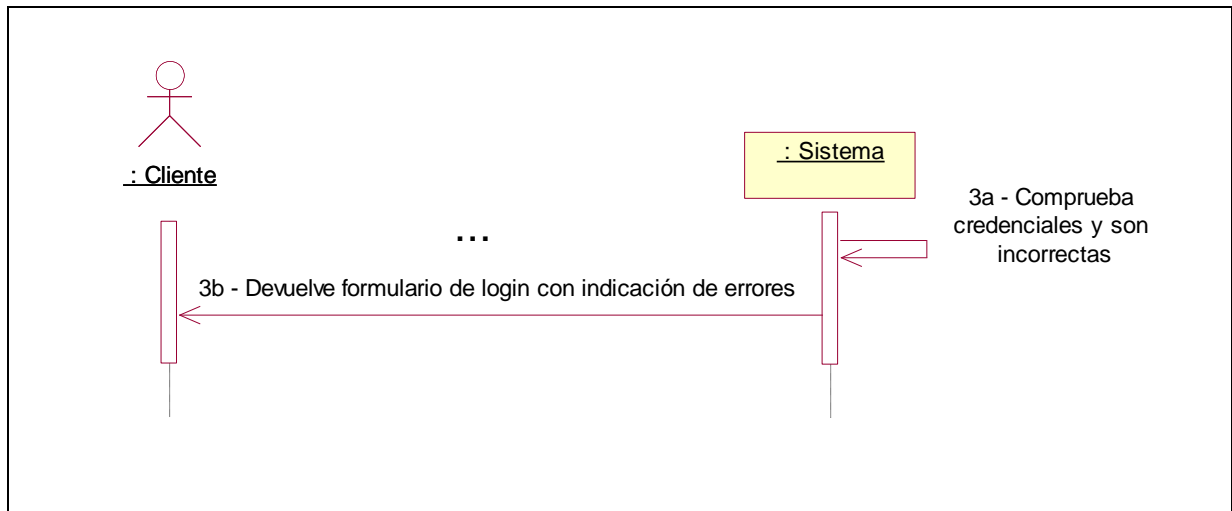 : Cliente
: Sistema
3a - Comprueba
credenciales y son
incorrectas
...
3b - Devuelve formulario de login con indicación de errores